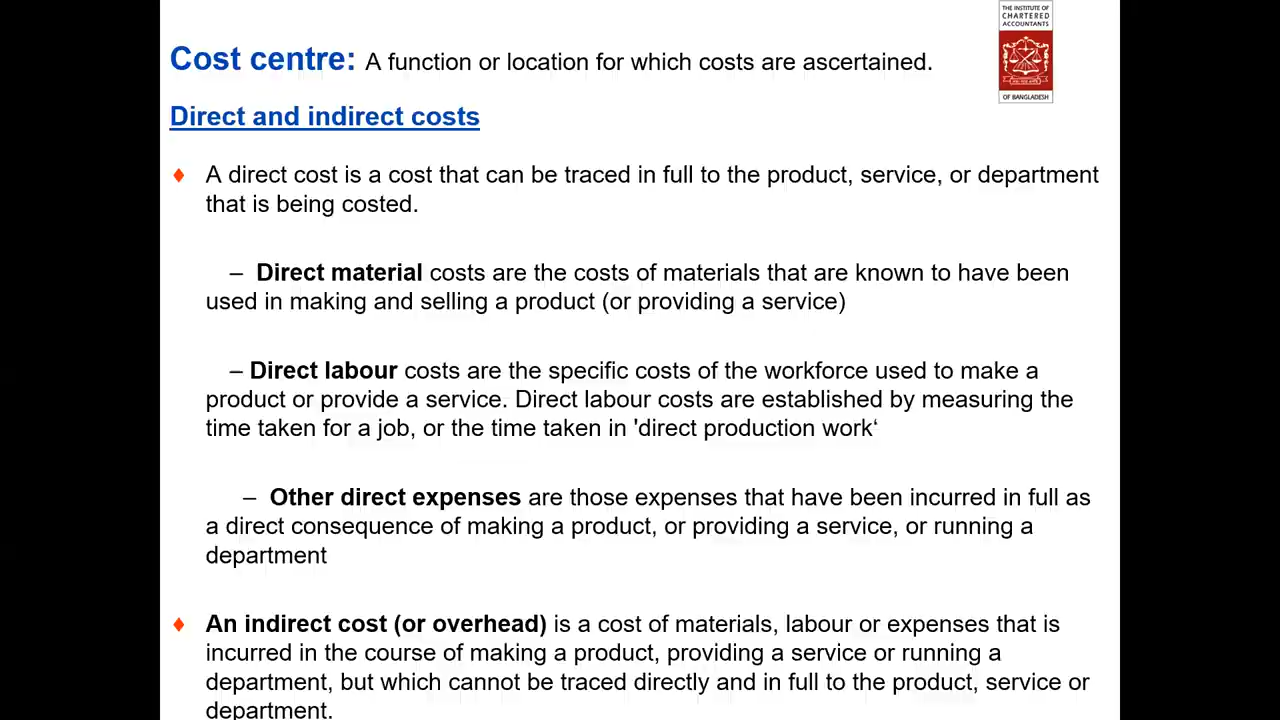 THE INSTITUTE OF
CHARTERED
ACCOUNTANTS
OF BANGLADESH
Cost centre: A function or location for which costs are ascertained.
Direct and indirect costs
♦ A direct cost is a cost that can be traced in full to the product, service, or department
that is being costed.
– Direct material costs are the costs of materials that are known to have been
used in making and selling a product (or providing a service)
– Direct labour costs are the specific costs of the workforce used to make a
product or provide a service. Direct labour costs are established by measuring the
time taken for a job, or the time taken in 'direct production work‘
– Other direct expenses are those expenses that have been incurred in full as
a direct consequence of making a product, or providing a service, or running a
department
♦ An indirect cost (or overhead) is a cost of materials, labour or expenses that is
incurred in the course of making a product, providing a service or running a
department, but which cannot be traced directly and in full to the product, service or
department.